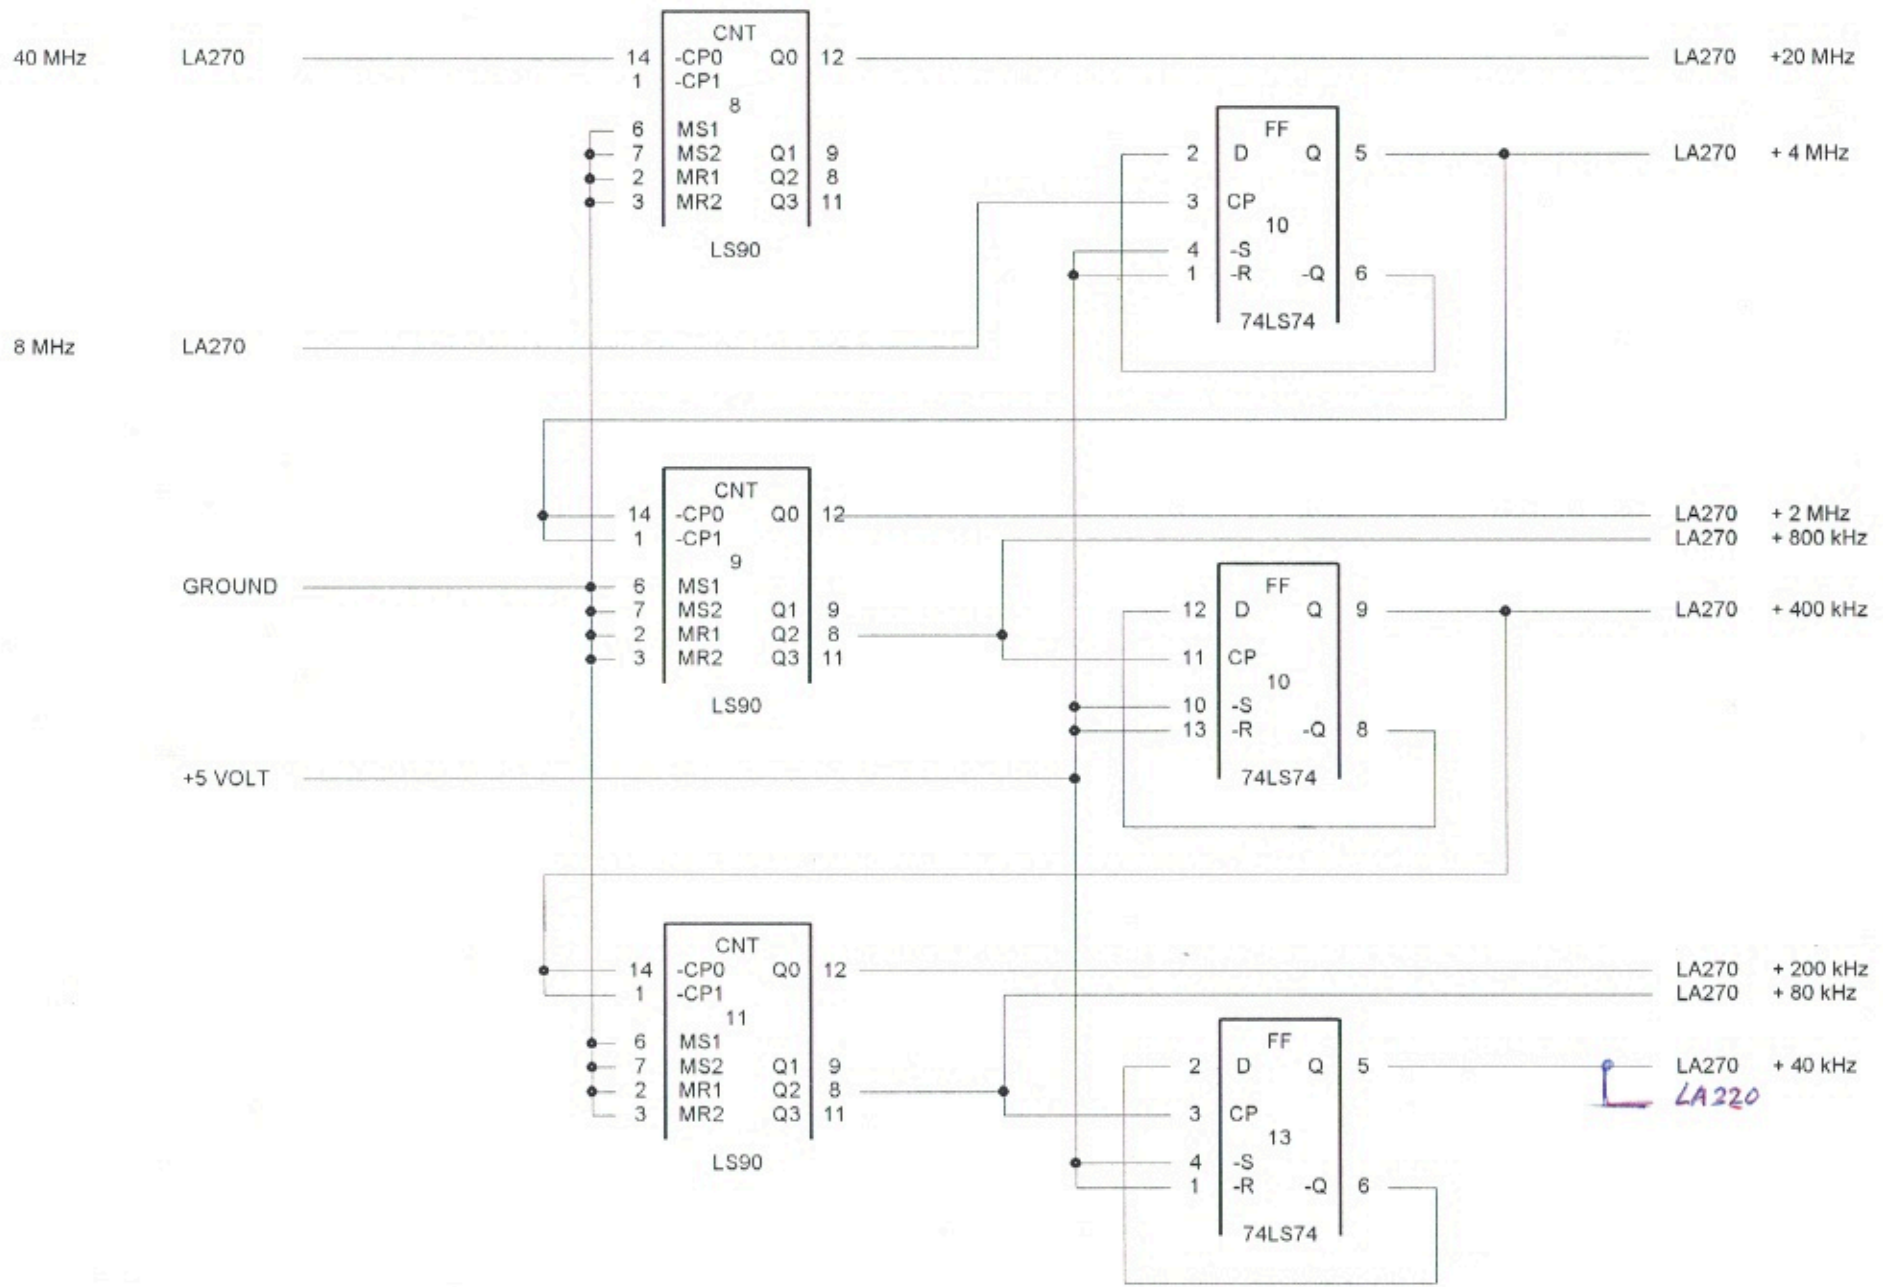 CNT
40 MHz LA270 14 -CP0 Q0 12 LA270 +20 MHz
1 -CP1
8
FF
6 MS1
7 MS2 Q1 9 2 D Q 5 LA270 + 4 MHz
2 MR1 Q2 8
3 MR2 Q3 11 3 CP
10
LS90 4 -S
1 -R -Q 6
74LS74
8 MHz LA270
CNT
14 -CP0 Q0 12 LA270 + 2 MHz
1 -CP1 LA270 + 800 kHz
9
GROUND 6 MS1 FF
7 MS2 Q1 9 12 D Q 9 LA270 + 400 kHz
2 MR1 Q2 8
3 MR2 Q3 11 11 CP
10
LS90 10 -S
13 -R -Q 8
+5 VOLT 74LS74
CNT
14 -CP0 Q0 12 LA270 + 200 kHz
1 -CP1 LA270 + 80 kHz
11
6 MS1 FF
7 MS2 Q1 9 2 D Q 5 LA270 + 40 kHz
2 MR1 Q2 8 LA220
3 MR2 Q3 11 3 CP
13
LS90 4 -S
1 -R -Q 6
74LS74